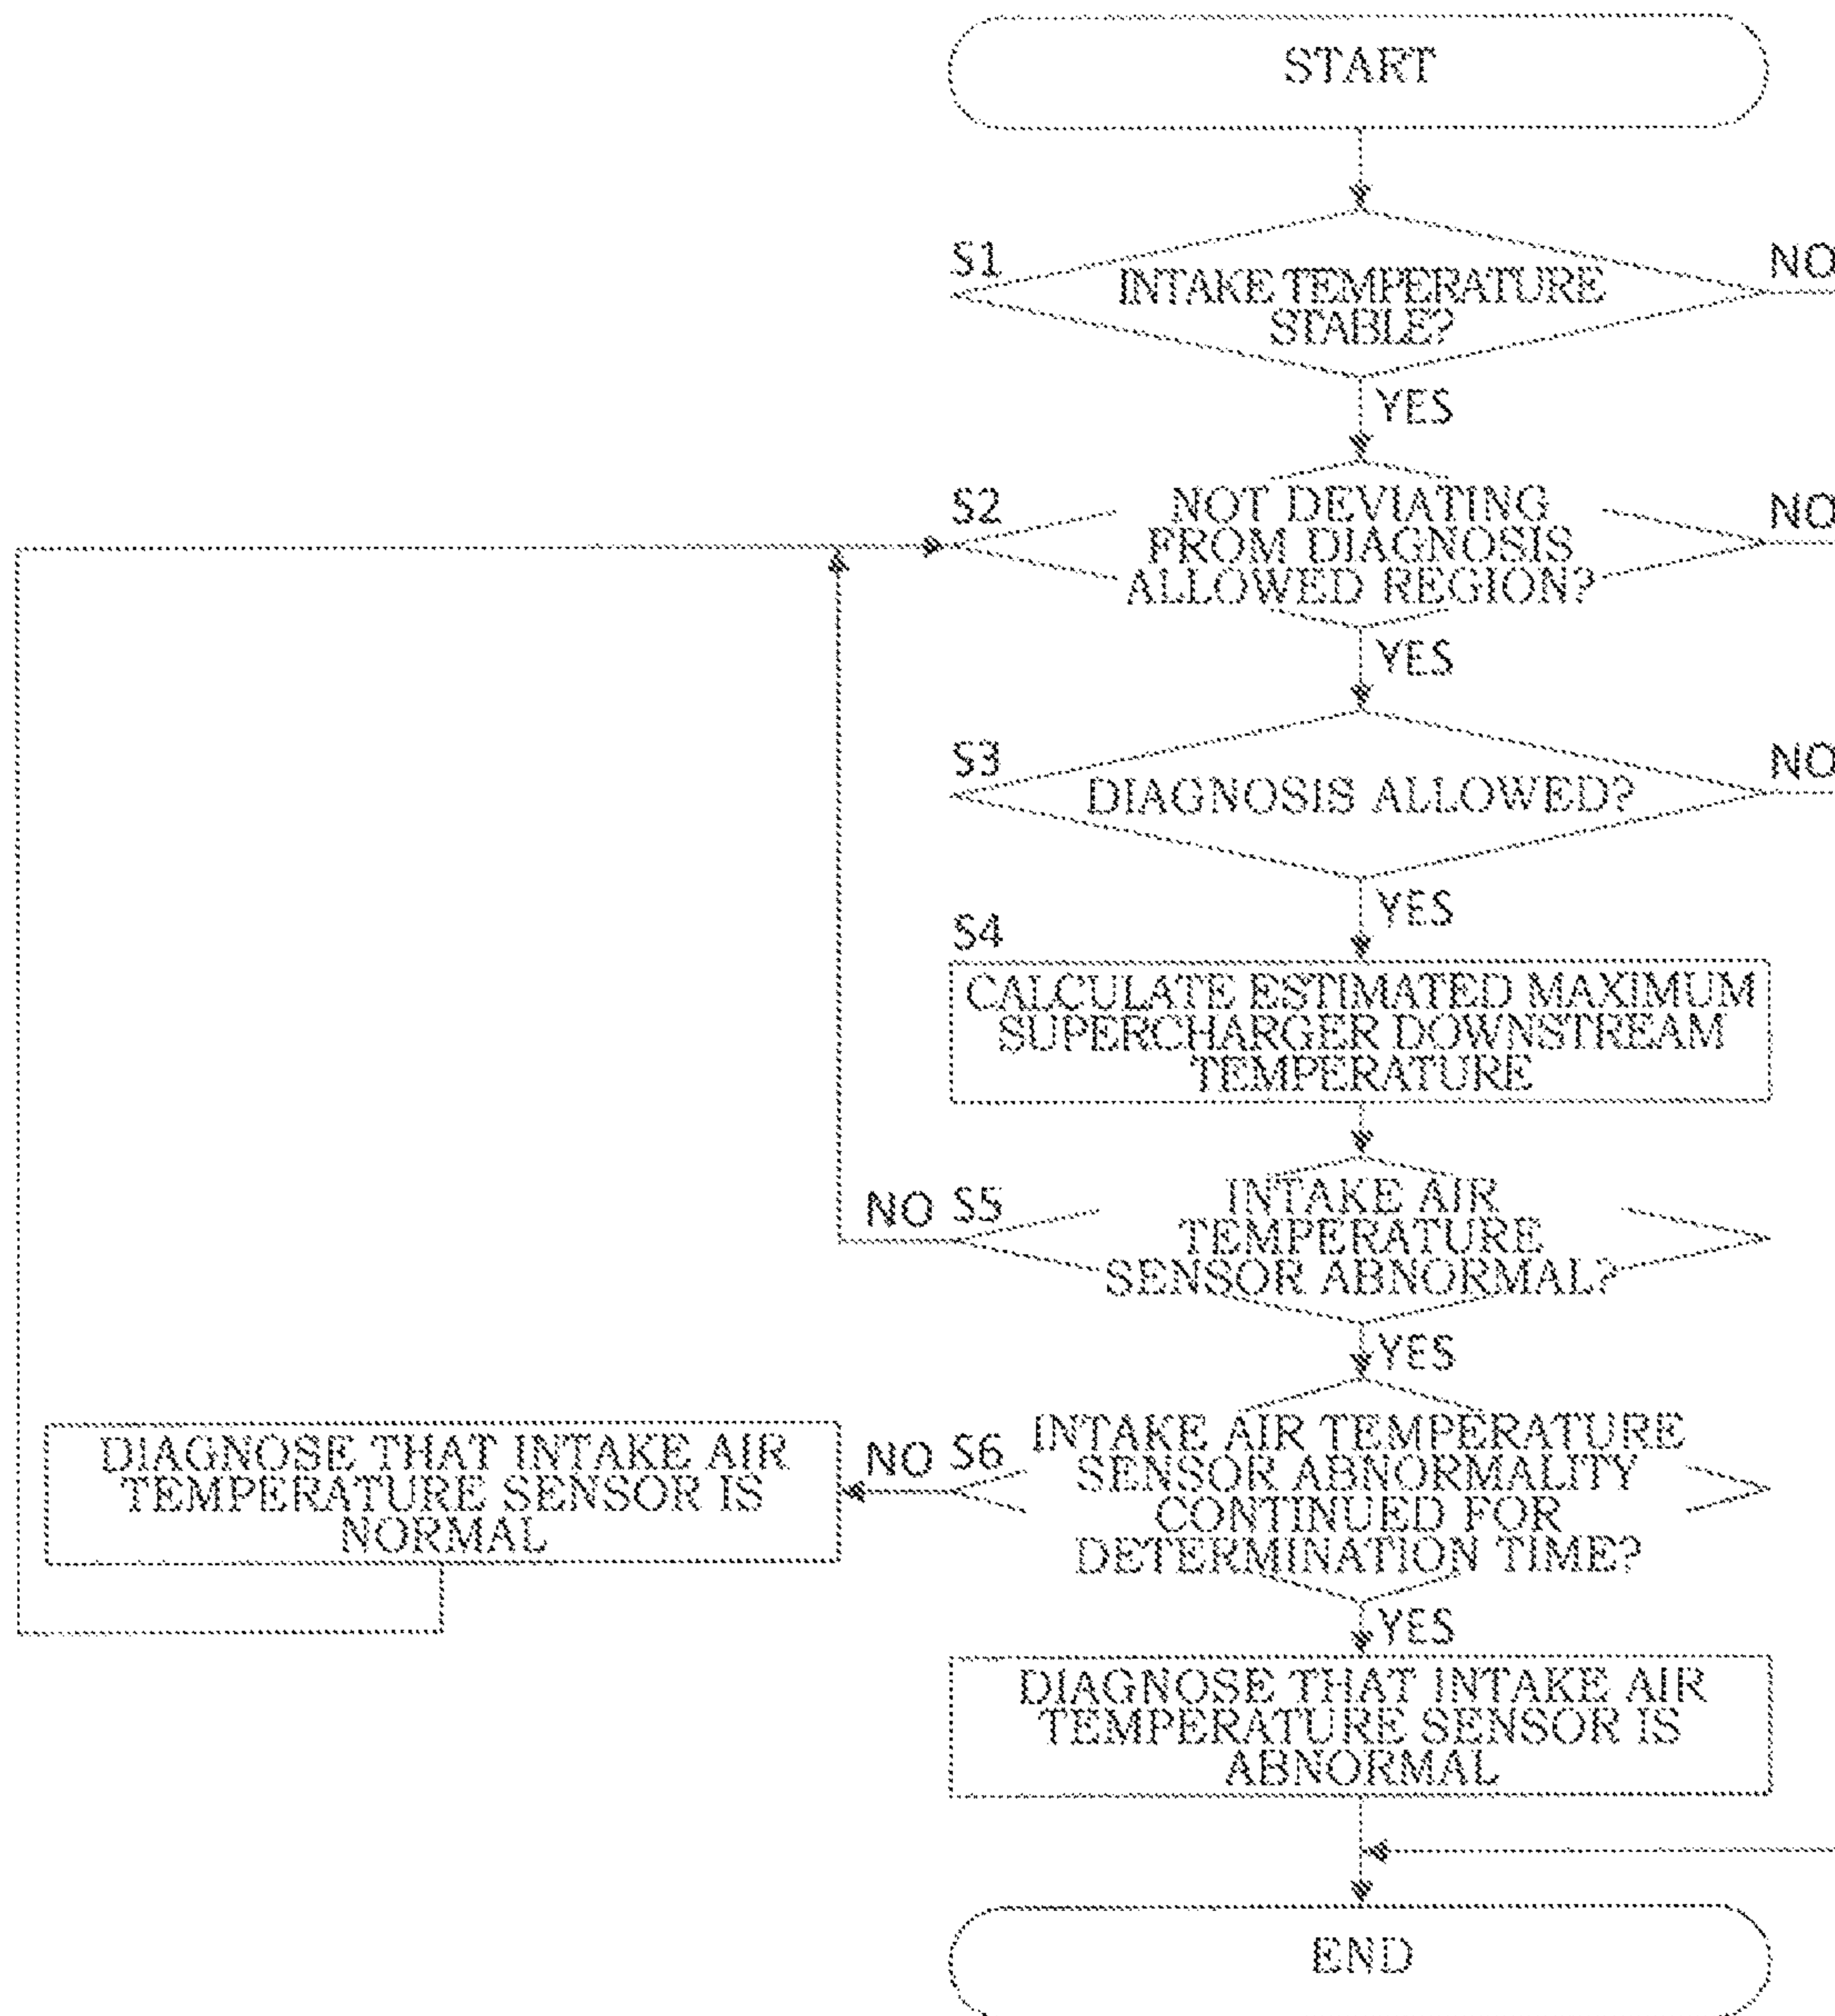 START
S1
NO
INTAKE TEMPERATURE
STABLE?
YES
S2
NO
NOT DEVIATING
FROM DIAGNOSIS
ALLOWED REGION?
YES
S3
NO
DIAGNOSIS ALLOWED?
YES
S4
CALCULATE ESTIMATED MAXIMUM
SUPERCHARGER DOWNSTREAM
TEMPERATURE
NO S5
INTAKE AIR
TEMPERATURE
SENSOR ABNORMAL?
YES
NO S6
INTAKE AIR TEMPERATURE
SENSOR ABNORMALITY
CONTINUED FOR
DETERMINATION TIME?
DIAGNOSE THAT INTAKE AIR
TEMPERATURE SENSOR IS
NORMAL
YES
DIAGNOSE THAT INTAKE AIR
TEMPERATURE SENSOR IS
ABNORMAL
END